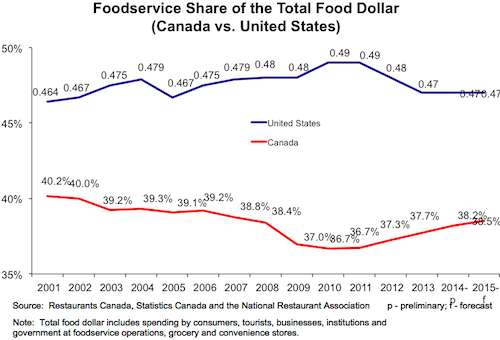 Foodservice Share of the Total Food Dollar
(Canada vs. United States)
50%
0.464 0.467 0.475 0.479 0.467 0.475 0.479 0.48 0.48 0.49 0.49 0.48 0.47 0.47 0.47
45%
United States
Canada
40%
40.2% 40.0% 39.2% 39.3% 39.1% 39.2% 38.8% 38.4% 37.0% 36.7% 36.7% 37.3% 37.7% 38.2% 38.5%
35%
2001 2002 2003 2004 2005 2006 2007 2008 2009 2010 2011 2012 2013 2014-p 2015-f
Source: Restaurants Canada, Statistics Canada and the National Restaurant Association p - preliminary; f - forecast
Note: Total food dollar includes spending by consumers, tourists, businesses, institutions and
government at foodservice operations, grocery and convenience stores.